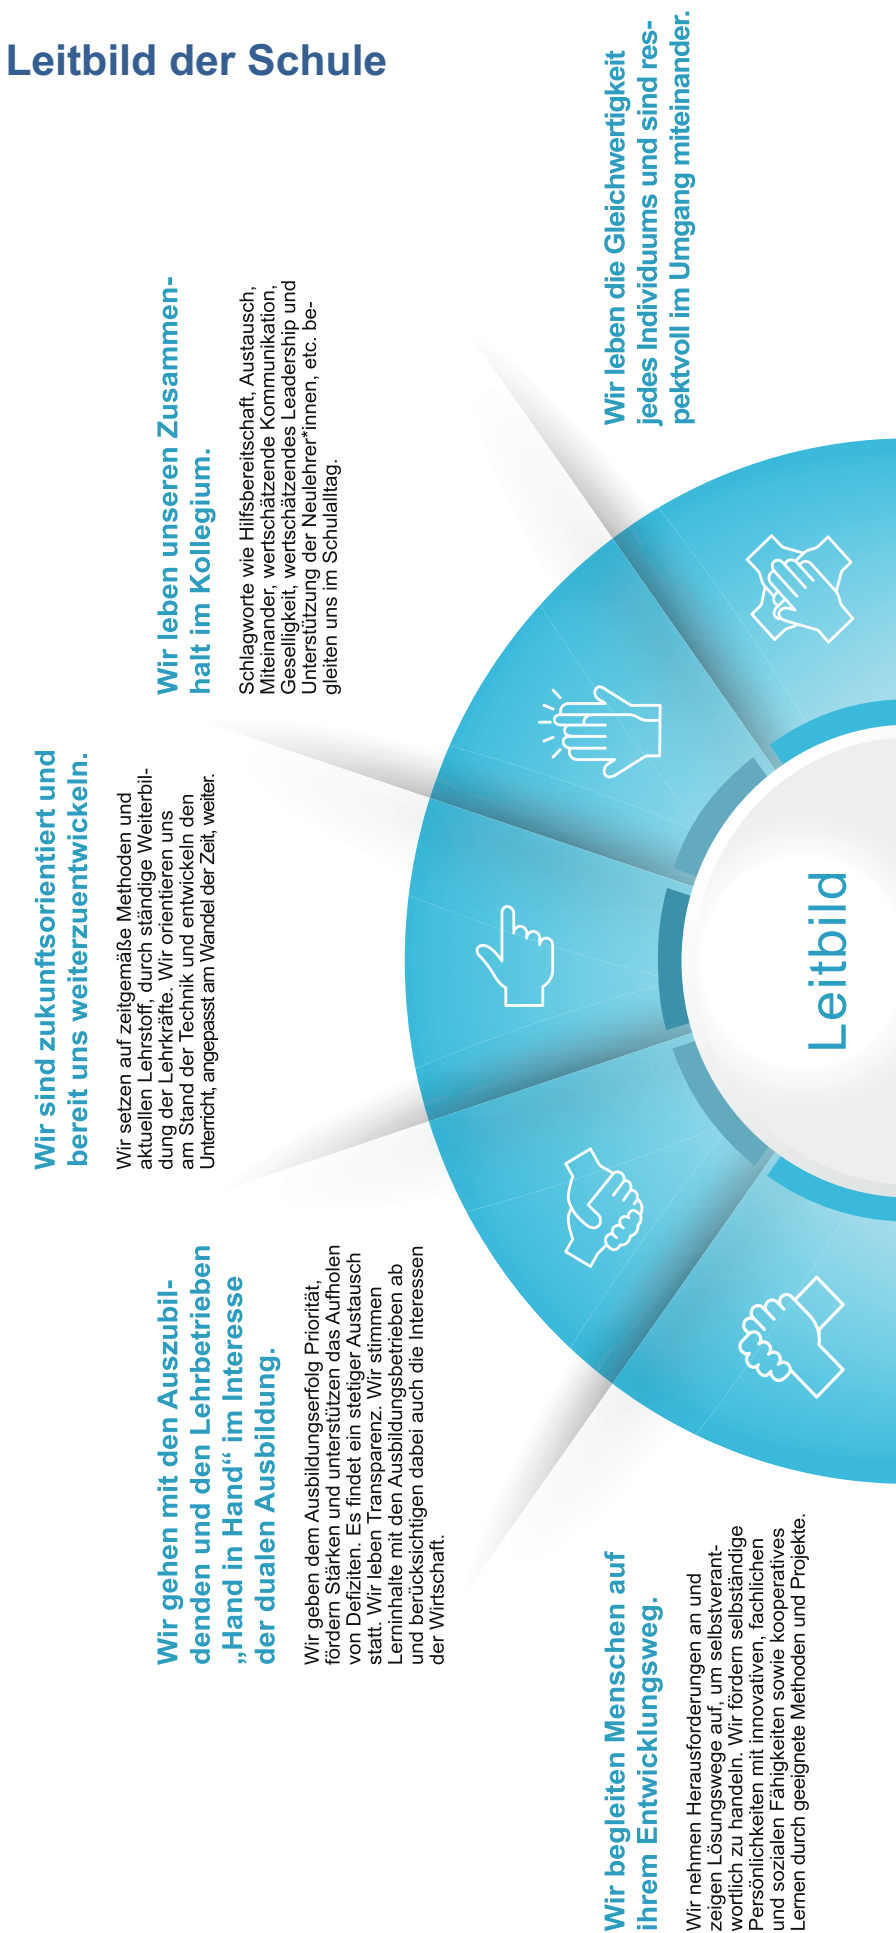 Leitbild der Schule
Wir begleiten Menschen auf
ihrem Entwicklungsweg.
Wir nehmen Herausforderungen an und
zeigen Lösungswege auf, um selbstverant-
wortlich zu handeln. Wir fördern selbständige
Persönlichkeiten mit innovativen, fachlichen
und sozialen Fähigkeiten sowie kooperatives
Lernen durch geeignete Methoden und Projekte.
Wir gehen mit den Auszubil-
denden und den Lehrbetrieben
„Hand in Hand“ im Interesse
der dualen Ausbildung.
Wir geben dem Ausbildungserfolg Priorität,
fördern Stärken und unterstützen das Aufholen
von Defiziten. Es findet ein stetiger Austausch
statt. Wir leben Transparenz. Wir stimmen
Lerninhalte mit den Ausbildungsbetrieben ab
und berücksichtigen dabei auch die Interessen
der Wirtschaft.
Wir sind zukunftsorientiert und
bereit uns weiterzuentwickeln.
Wir setzen auf zeitgemäße Methoden und
aktuellen Lehrstoff, durch ständige Weiterbil-
dung der Lehrkräfte. Wir orientieren uns
am Stand der Technik und entwickeln den
Unterricht, angepasst am Wandel der Zeit, weiter.
Wir leben unseren Zusammen-
halt im Kollegium.
Schlagworte wie Hilfsbereitschaft, Austausch,
Miteinander, wertschätzende Kommunikation,
Geselligkeit, wertschätzendes Leadership und
Unterstützung der Neulehrer*innen, etc. be-
gleiten uns im Schulalltag.
Wir leben die Gleichwertigkeit
jedes Individuums und sind res-
pektvoll im Umgang miteinander.
Leitbild